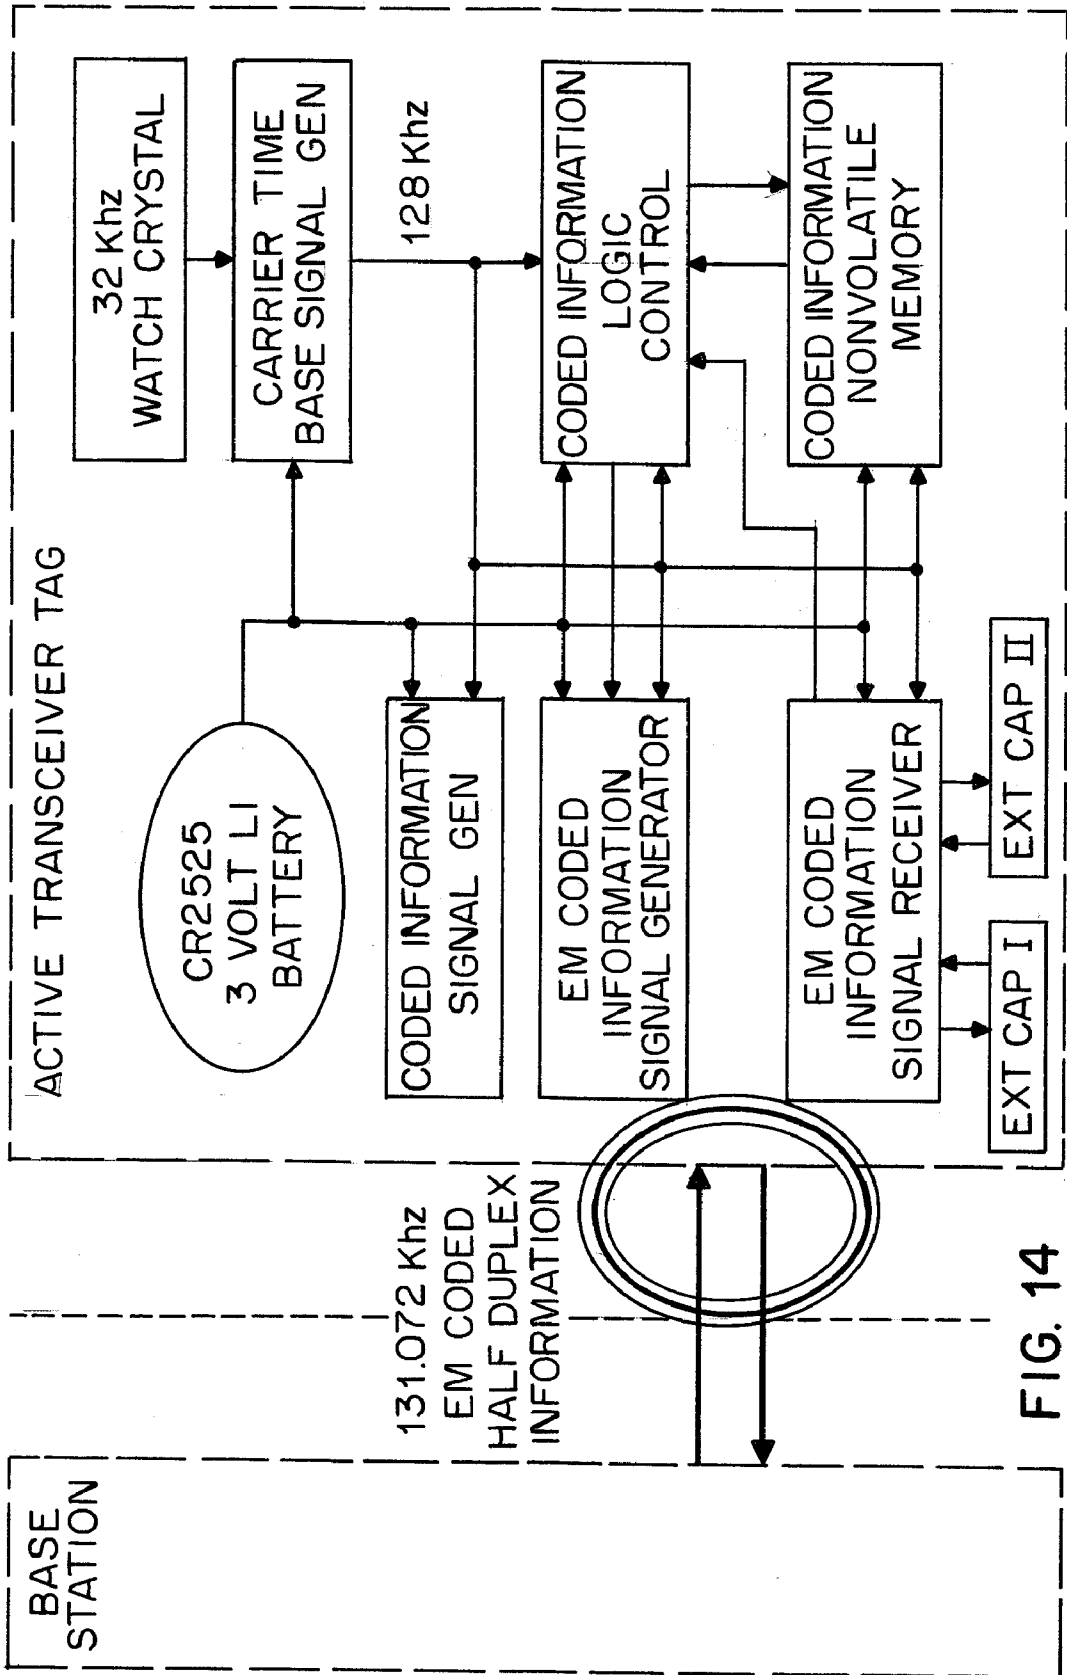 BASE
STATION
131.072 Khz
EM CODED
HALF DUPLEX
INFORMATION
ACTIVE TRANSCEIVER TAG
CR2525
3 VOLT LI
BATTERY
32 Khz
WATCH CRYSTAL
CARRIER TIME
BASE SIGNAL GEN
128 Khz
CODED INFORMATION
SIGNAL GEN
EM CODED
INFORMATION
SIGNAL GENERATOR
CODED INFORMATION
LOGIC
CONTROL
EM CODED
INFORMATION
SIGNAL RECEIVER
CODED INFORMATION
NONVOLATILE
MEMORY
EXT CAP I
EXT CAP II
FIG. 14